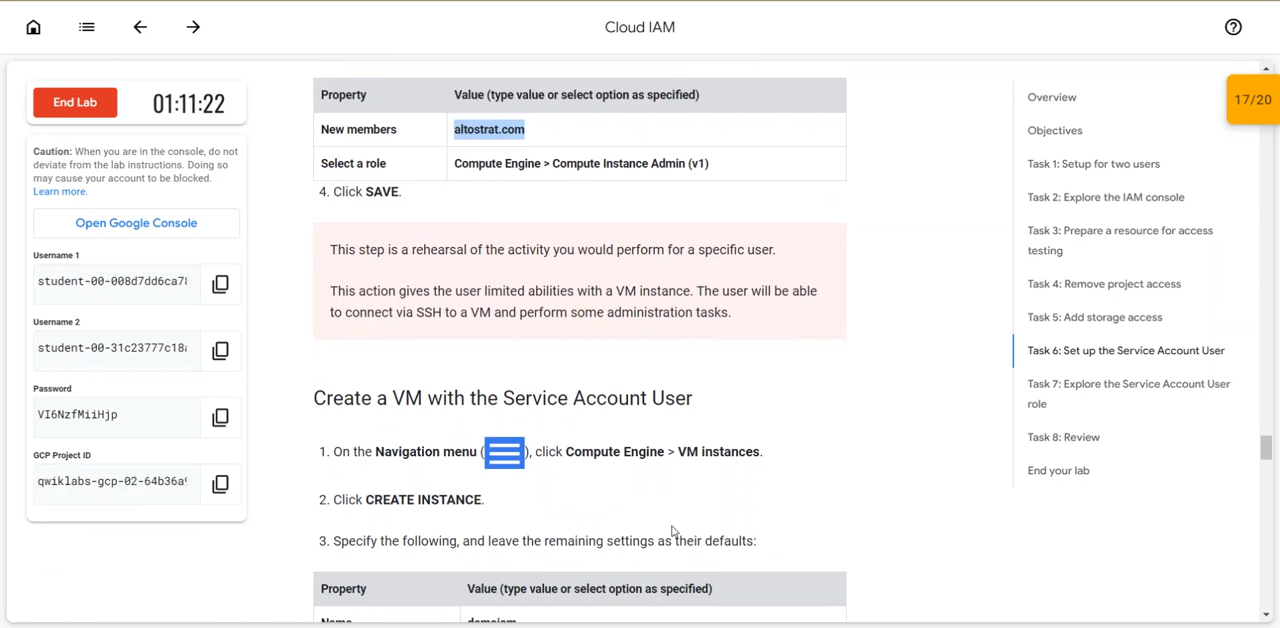 Cloud IAM
End Lab
01:11:22
Caution: When you are in the console, do not
deviate from the lab instructions. Doing so
may cause your account to be blocked.
Learn more.
Open Google Console
Username 1
student-00-008d7dd6ca7
Username 2
student-00-31c23777c18
Password
VI6NzfMiiHjp
GCP Project ID
qwiklabs-gcp-02-64b36a
Property Value (type value or select option as specified)
New members altostrat.com
Select a role Compute Engine > Compute Instance Admin (v1)
4. Click SAVE.
This step is a rehearsal of the activity you would perform for a specific user.
This action gives the user limited abilities with a VM instance. The user will be able
to connect via SSH to a VM and perform some administration tasks.
Create a VM with the Service Account User
1. On the Navigation menu ( ), click Compute Engine > VM instances.
2. Click CREATE INSTANCE.
3. Specify the following, and leave the remaining settings as their defaults:
Property Value (type value or select option as specified)
Name demoiam
Overview
Objectives
Task 1: Setup for two users
Task 2: Explore the IAM console
Task 3: Prepare a resource for access
testing
Task 4: Remove project access
Task 5: Add storage access
Task 6: Set up the Service Account User
Task 7: Explore the Service Account User
role
Task 8: Review
End your lab
17/20